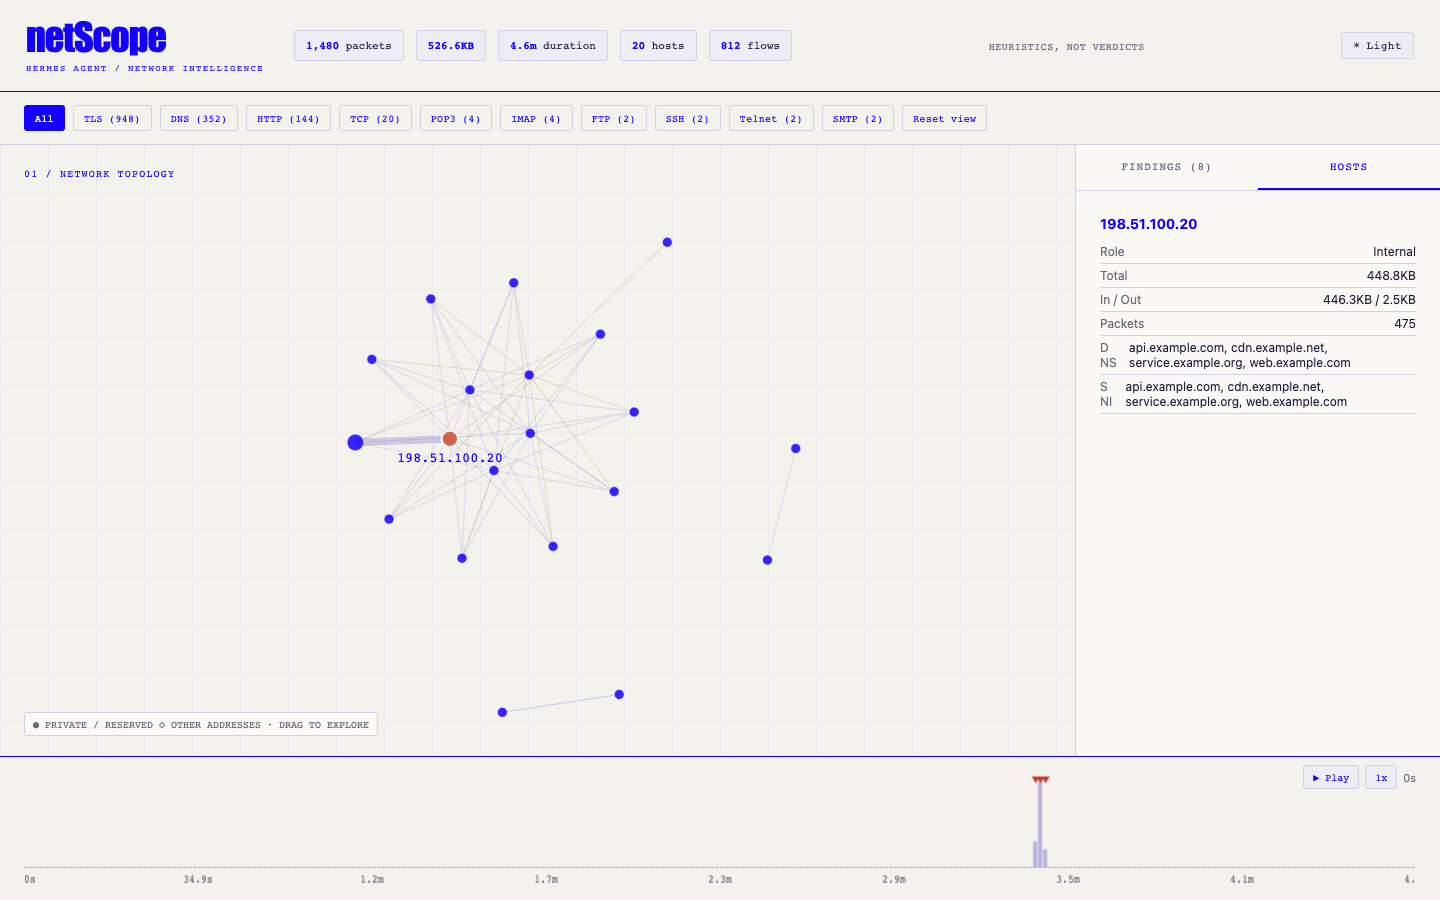 netScope
HERMES AGENT / NETWORK INTELLIGENCE
1,480 packets
526.6KB
4.6m duration
20 hosts
812 flows
HEURISTICS, NOT VERDICTS
☀ Light
All
TLS (948)
DNS (352)
HTTP (144)
TCP (20)
POP3 (4)
IMAP (4)
FTP (2)
SSH (2)
Telnet (2)
SMTP (2)
Reset view
01 / NETWORK TOPOLOGY
198.51.100.20
● PRIVATE / RESERVED ◇ OTHER ADDRESSES · DRAG TO EXPLORE
FINDINGS (8)
HOSTS
198.51.100.20
Role Internal
Total 448.8KB
In / Out 446.3KB / 2.5KB
Packets 475
D api.example.com, cdn.example.net,
NS service.example.org, web.example.com
S api.example.com, cdn.example.net,
NI service.example.org, web.example.com
▶ Play
1x
0s
0s 34.9s 1.2m 1.7m 2.3m 2.9m 3.5m 4.1m 4.